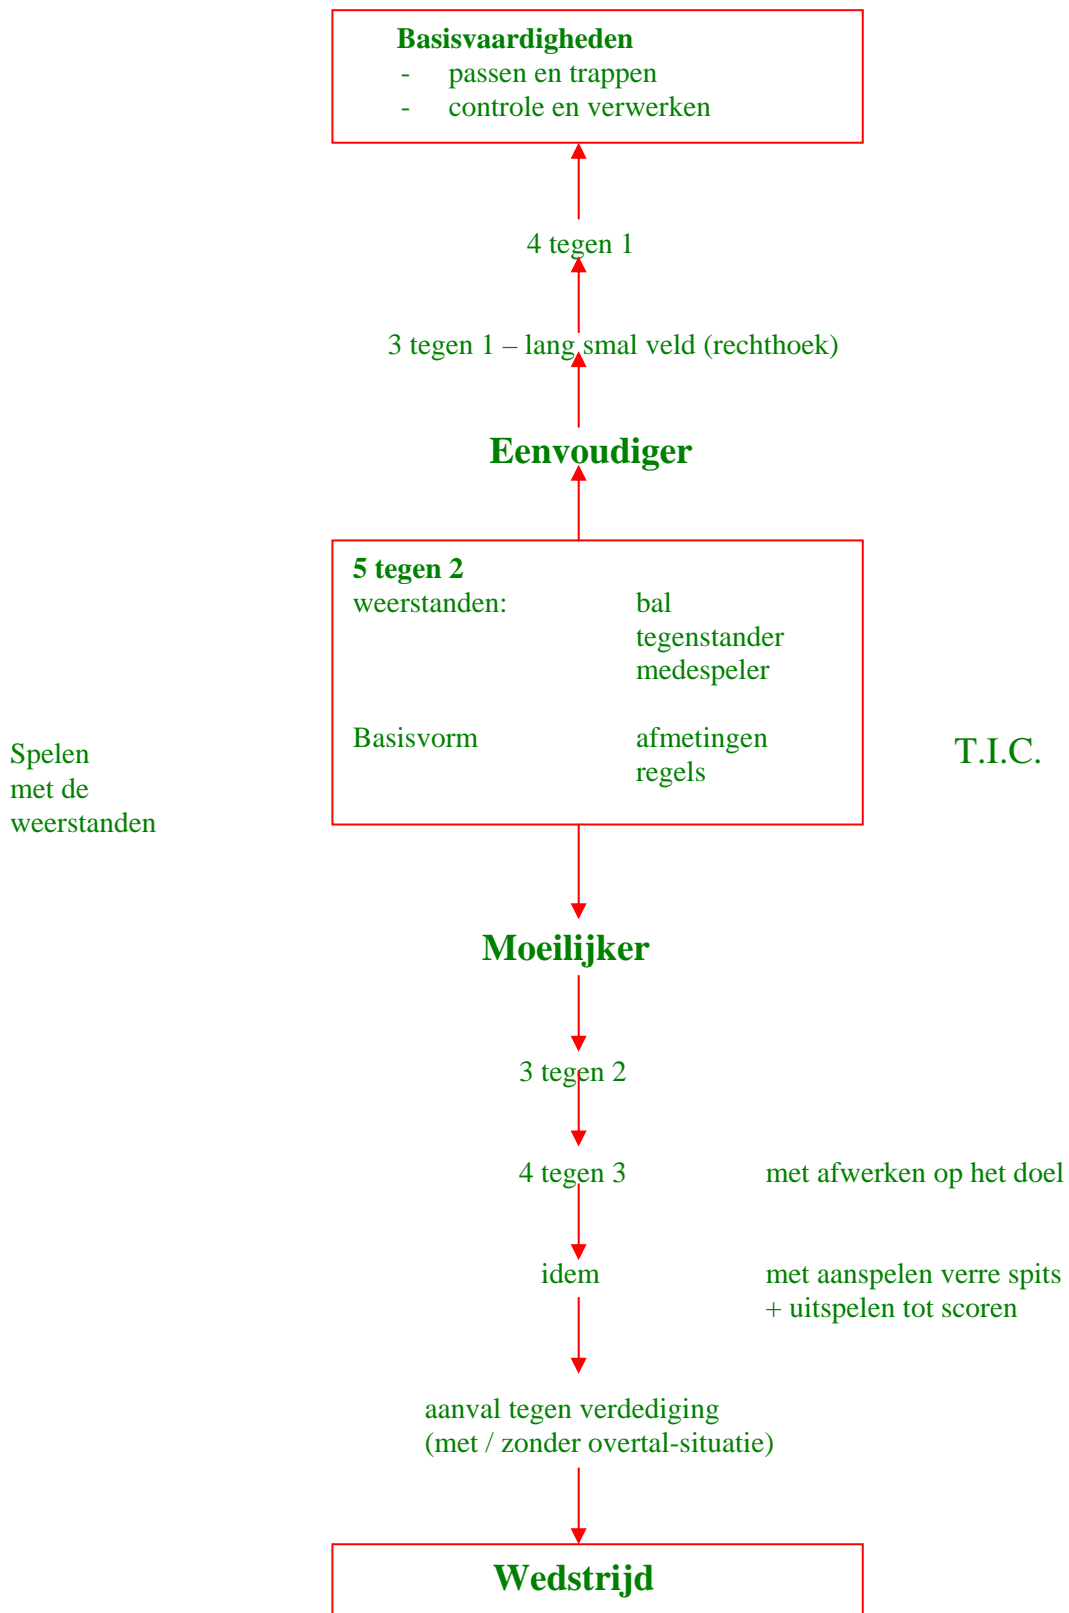 Basisvaardigheden
- passen en trappen
- controle en verwerken
4 tegen 1
3 tegen 1 – lang smal veld (rechthoek)
Eenvoudiger
5 tegen 2
weerstanden: bal
tegenstander
medespeler
Basisvorm afmetingen
regels
Spelen
met de
weerstanden
T.I.C.
Moeilijker
3 tegen 2
4 tegen 3 met afwerken op het doel
idem met aanspelen verre spits
+ uitspelen tot scoren
aanval tegen verdediging
(met / zonder overtal-situatie)
Wedstrijd